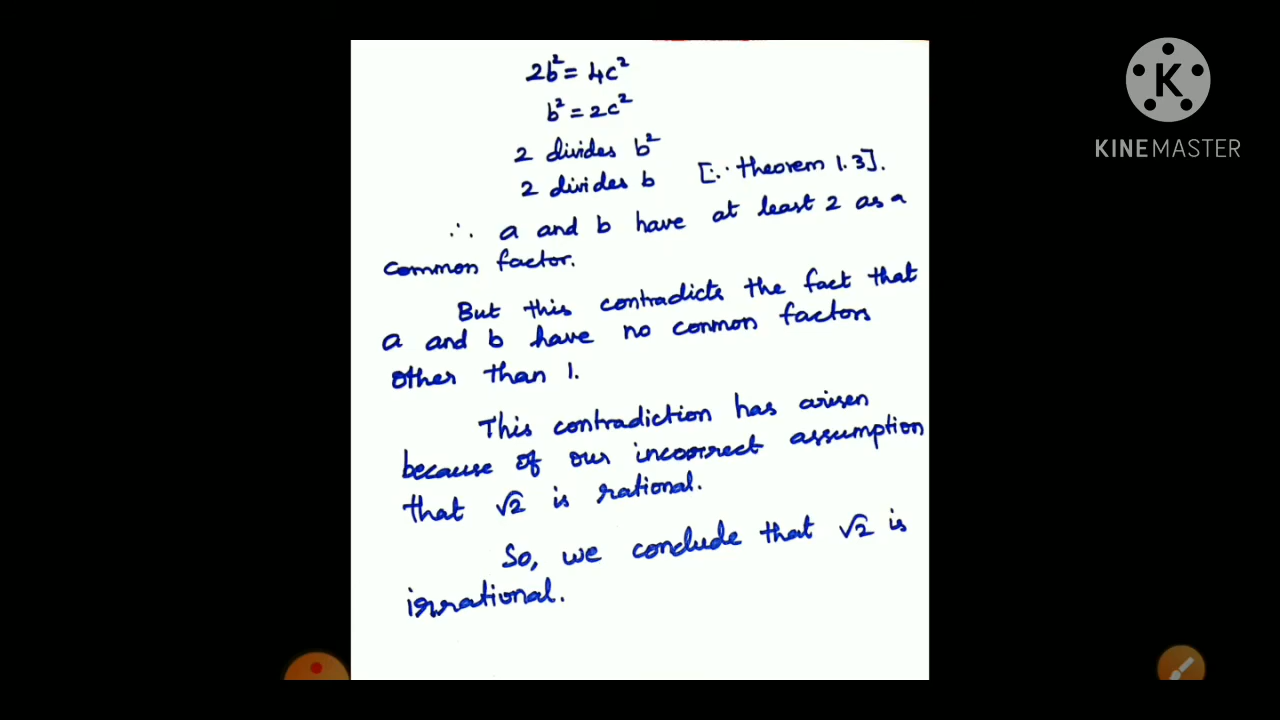 2b² = 4c²
b² = 2c²
2 divides b²
2 divides b [∵ theorem 1.3].
∴ a and b have at least 2 as a
common factor.
But this contradicts the fact that
a and b have no common factors
other than 1.
This contradiction has arisen
because of our incorrect assumption
that √2 is rational.
So, we conclude that √2 is
irrational.
K
KINEMASTER